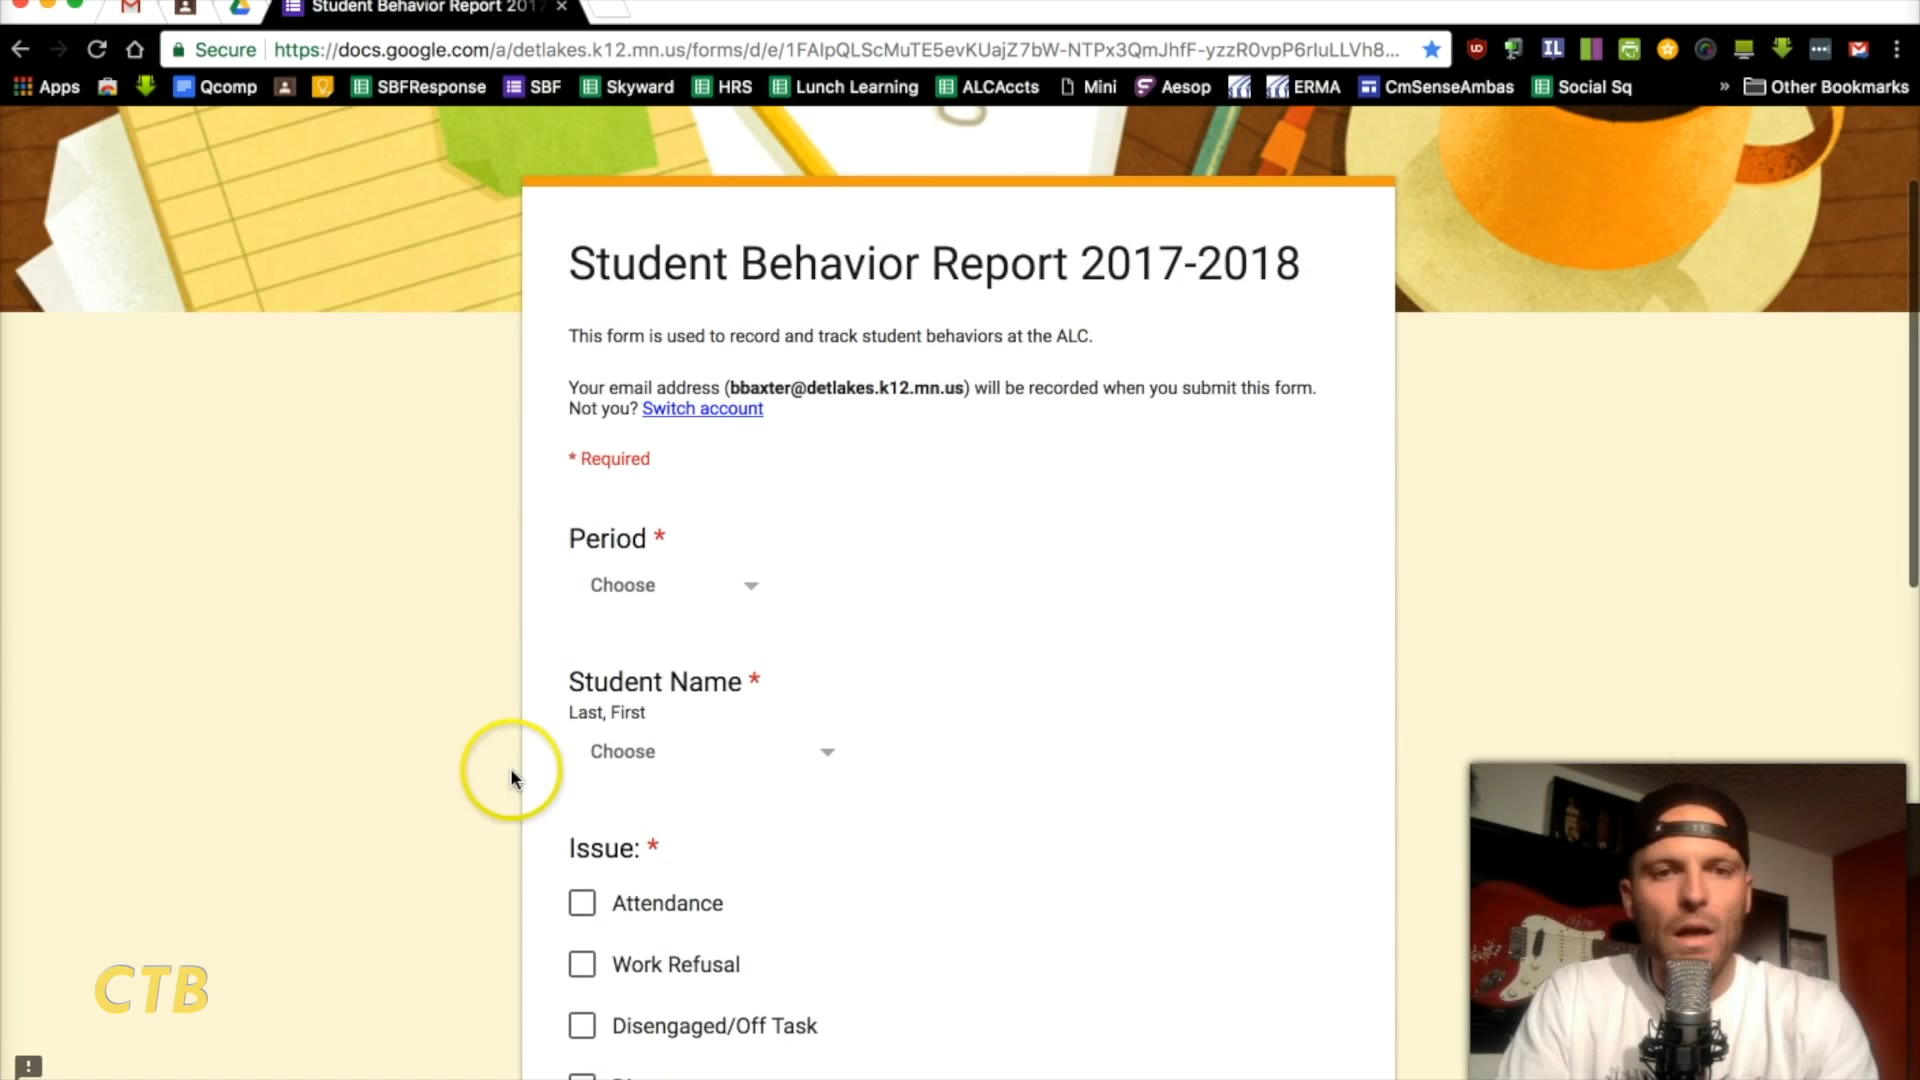 Student Behavior Report 2017
Secure
https://docs.google.com/a/detlakes.k12.mn.us/forms/d/e/1FAIpQLScMuTE5evKUajZ7bW-NTPx3QmJhfF-yzzR0vpP6rIuLLVh8...
Apps Qcomp SBFResponse SBF Skyward HRS Lunch Learning ALCAccts Mini Aesop ERMA CmSenseAmbas Social Sq » Other Bookmarks
Student Behavior Report 2017-2018
This form is used to record and track student behaviors at the ALC.
Your email address (bbaxter@detlakes.k12.mn.us) will be recorded when you submit this form.
Not you? Switch account
* Required
Period *
Choose
Student Name *
Last, First
Choose
Issue: *
Attendance
Work Refusal
Disengaged/Off Task
CTB